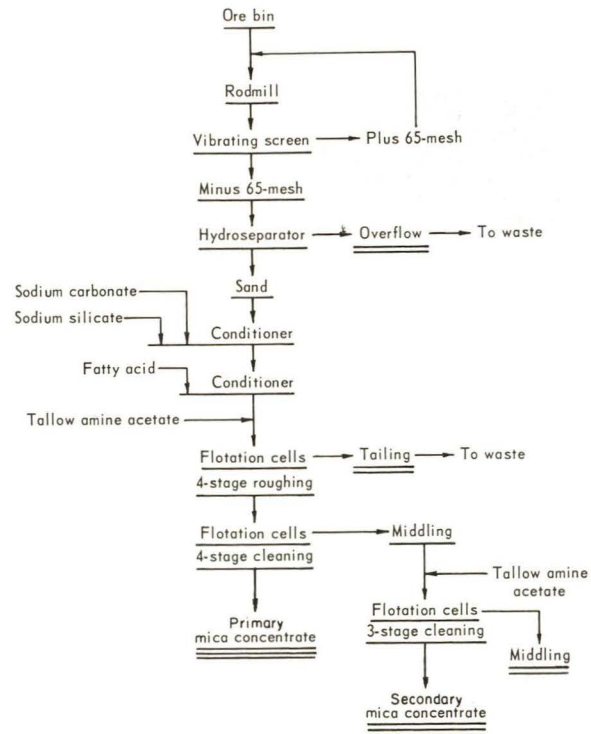 Ore bin
Rodmill
Vibrating screen
Plus 65-mesh
Minus 65-mesh
Hydroseparator
Overflow
To waste
Sand
Sodium carbonate
Sodium silicate
Conditioner
Fatty acid
Conditioner
Tallow amine acetate
Flotation cells
4-stage roughing
Tailing
To waste
Flotation cells
4-stage cleaning
Middling
Tallow amine
acetate
Flotation cells
3-stage cleaning
Primary
mica concentrate
Middling
Secondary
mica concentrate